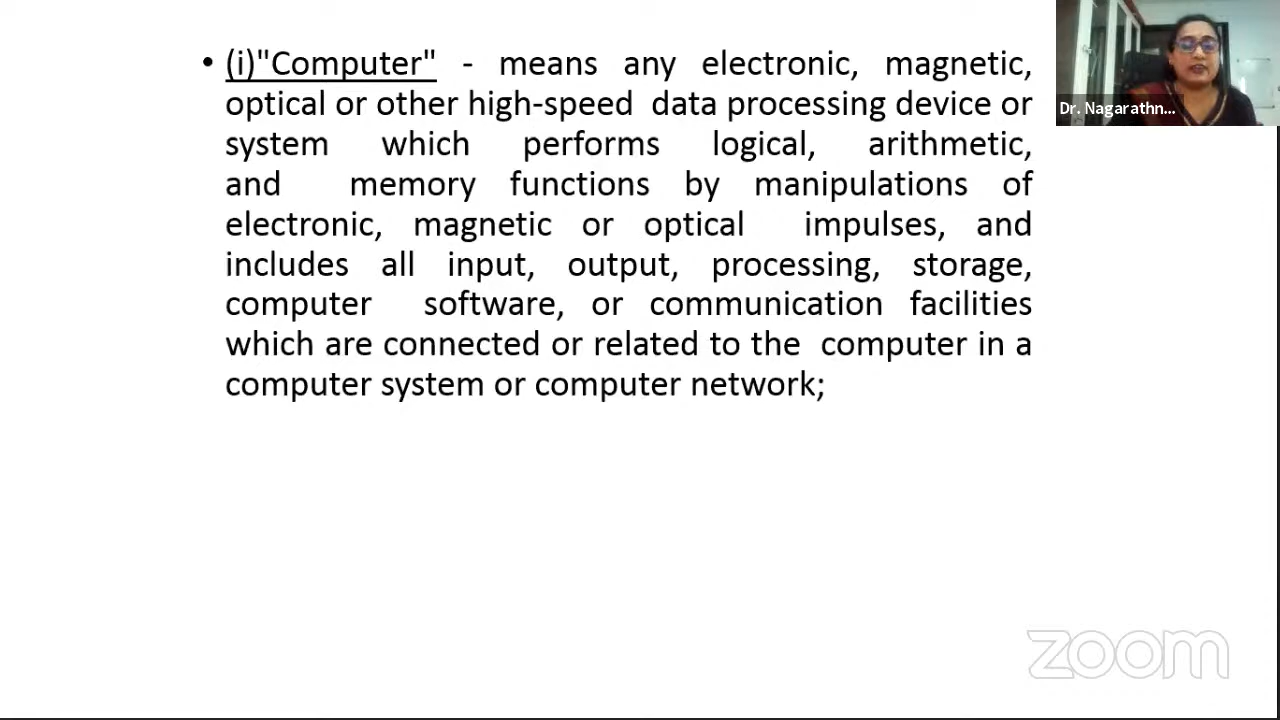 • (i)"Computer" - means any electronic, magnetic,
optical or other high-speed data processing device or
system which performs logical, arithmetic,
and memory functions by manipulations of
electronic, magnetic or optical impulses, and
includes all input, output, processing, storage,
computer software, or communication facilities
which are connected or related to the computer in a
computer system or computer network;
Dr. Nagarathn...
zoom